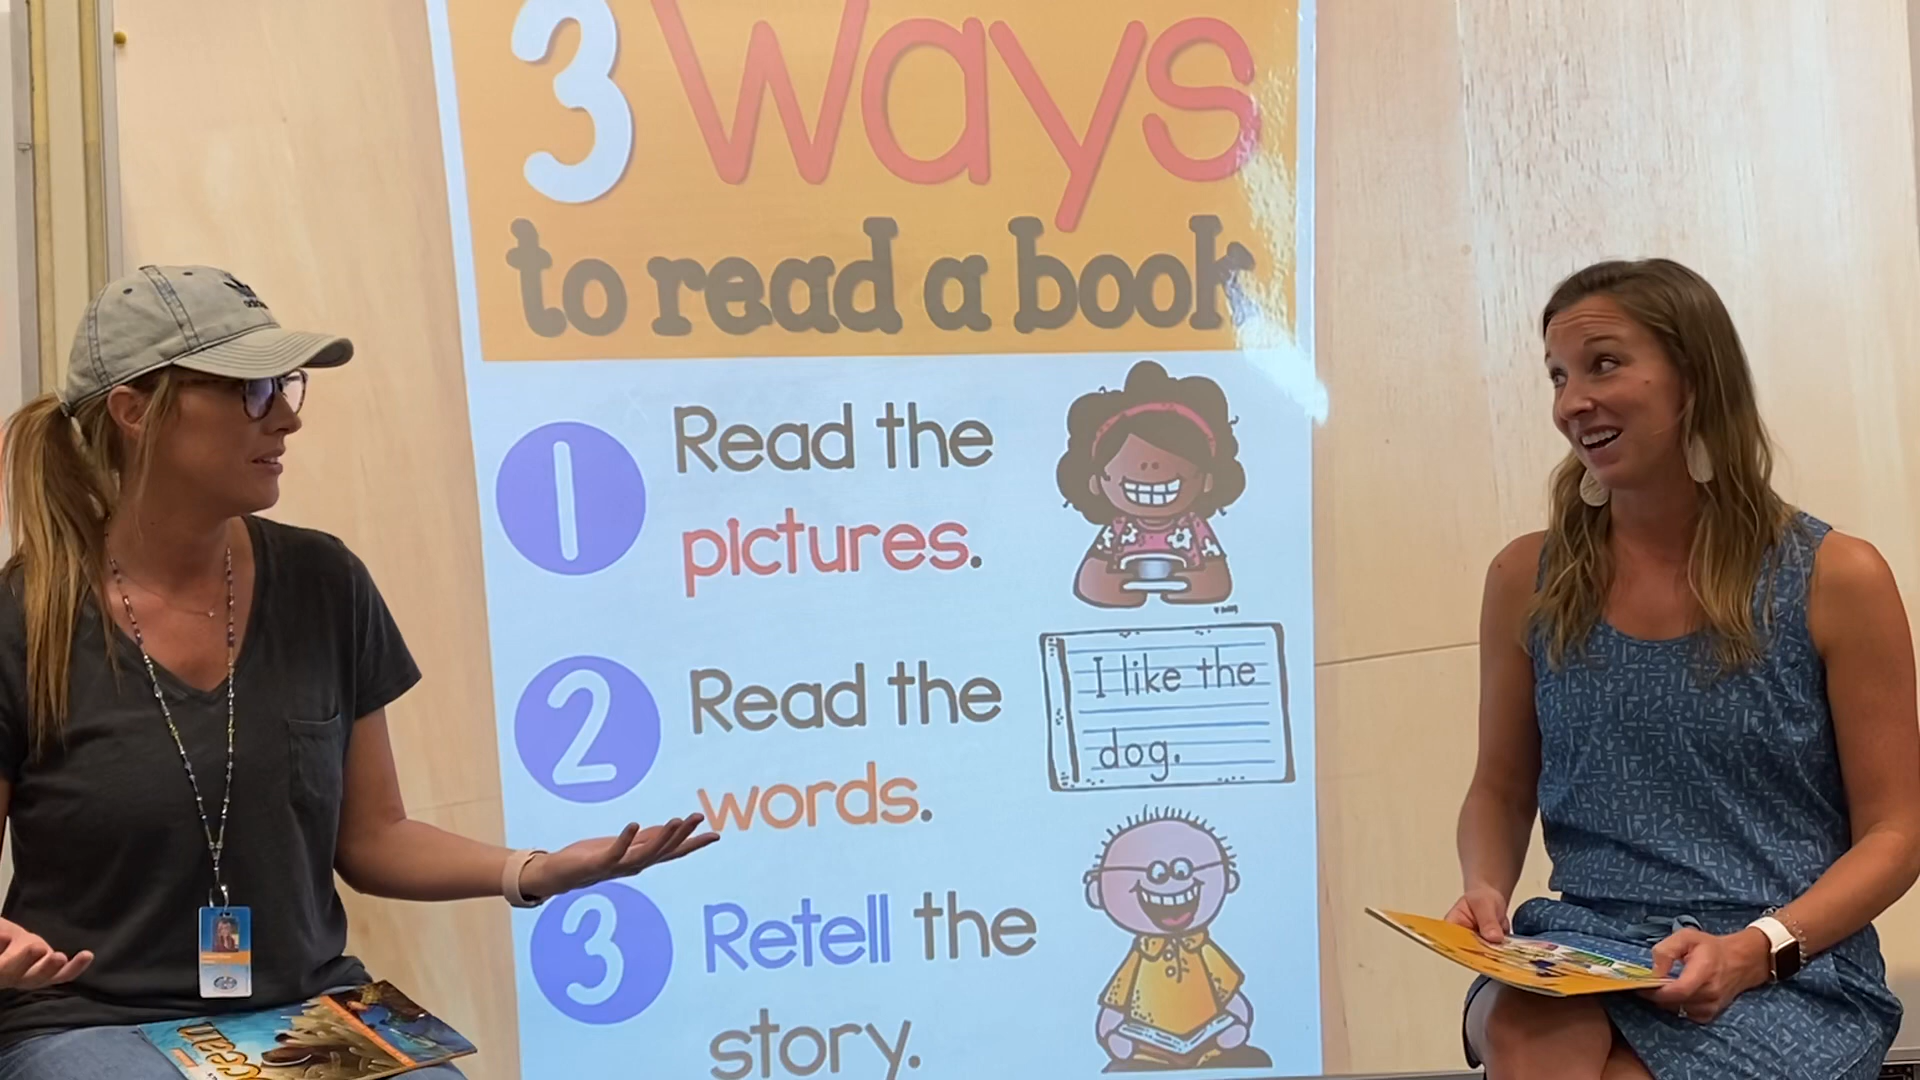 3 Ways
to read a book
1 Read the
pictures.
2 Read the
words.
I like the
dog.
3 Retell the
story.
adidas